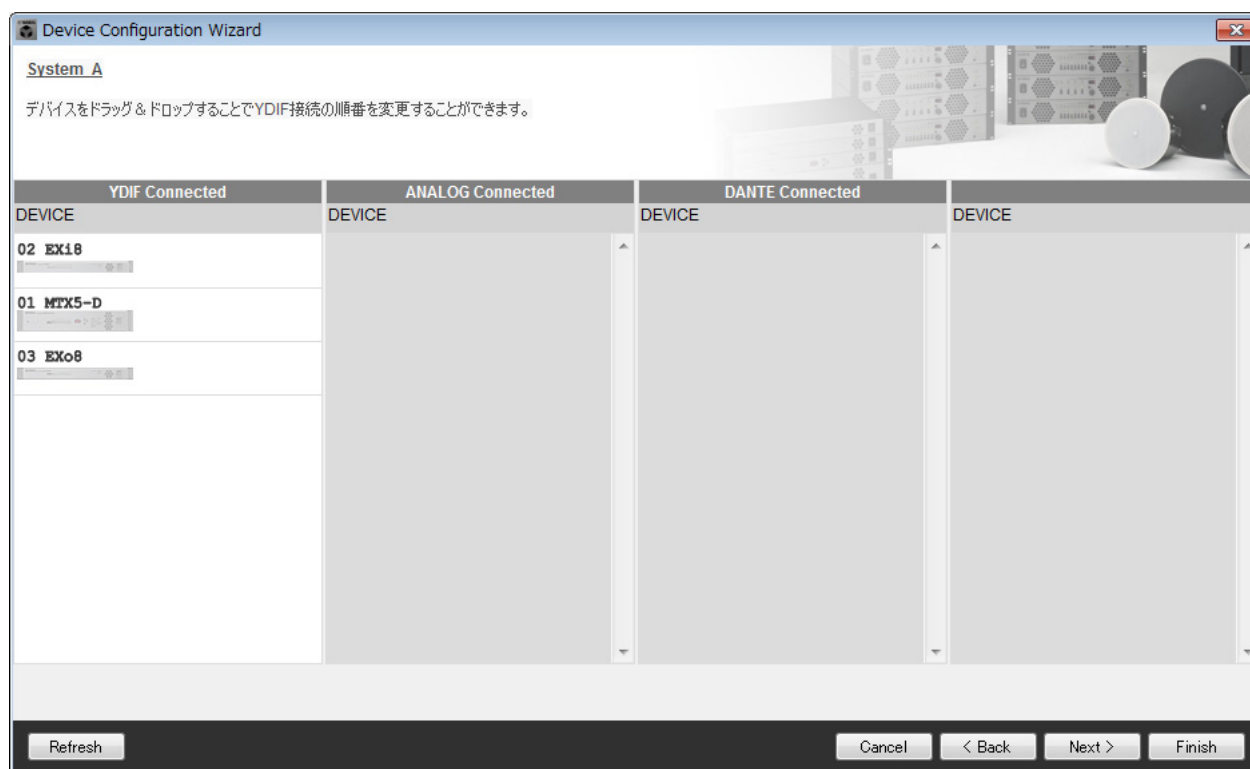 Device Configuration Wizard
System A
デバイスをドラッグ&ドロップすることでYDIF接続の順番を変更することができます。
YDIF Connected
ANALOG Connected
DANTE Connected
DEVICE
DEVICE
DEVICE
DEVICE
02 EXi8
01 MTX5-D
03 EXo8
Refresh
Cancel
< Back
Next >
Finish